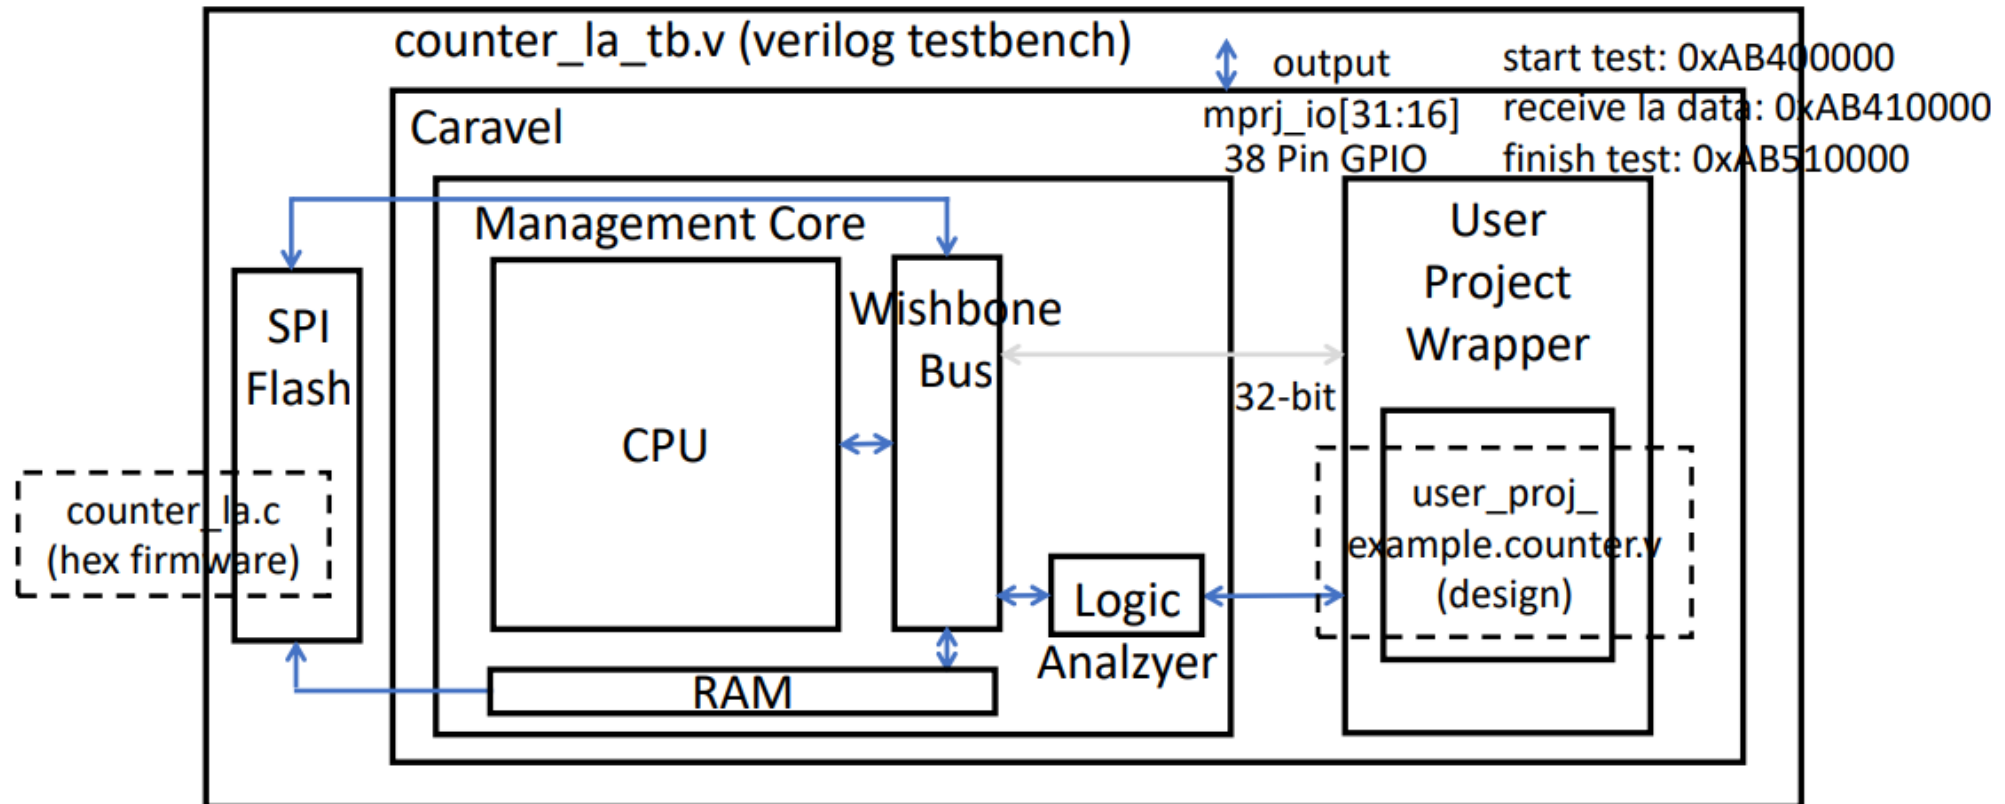 counter_la_tb.v (verilog testbench)
output
start test: 0xAB400000
mprj_io[31:16]
receive la data: 0xAB410000
38 Pin GPIO
finish test: 0xAB510000
Caravel
Management Core
SPI
Flash
counter_la.c
(hex firmware)
CPU
Wishbone
Bus
32-bit
Logic
Analzyer
RAM
User
Project
Wrapper
user_proj_
example.counter.v
(design)